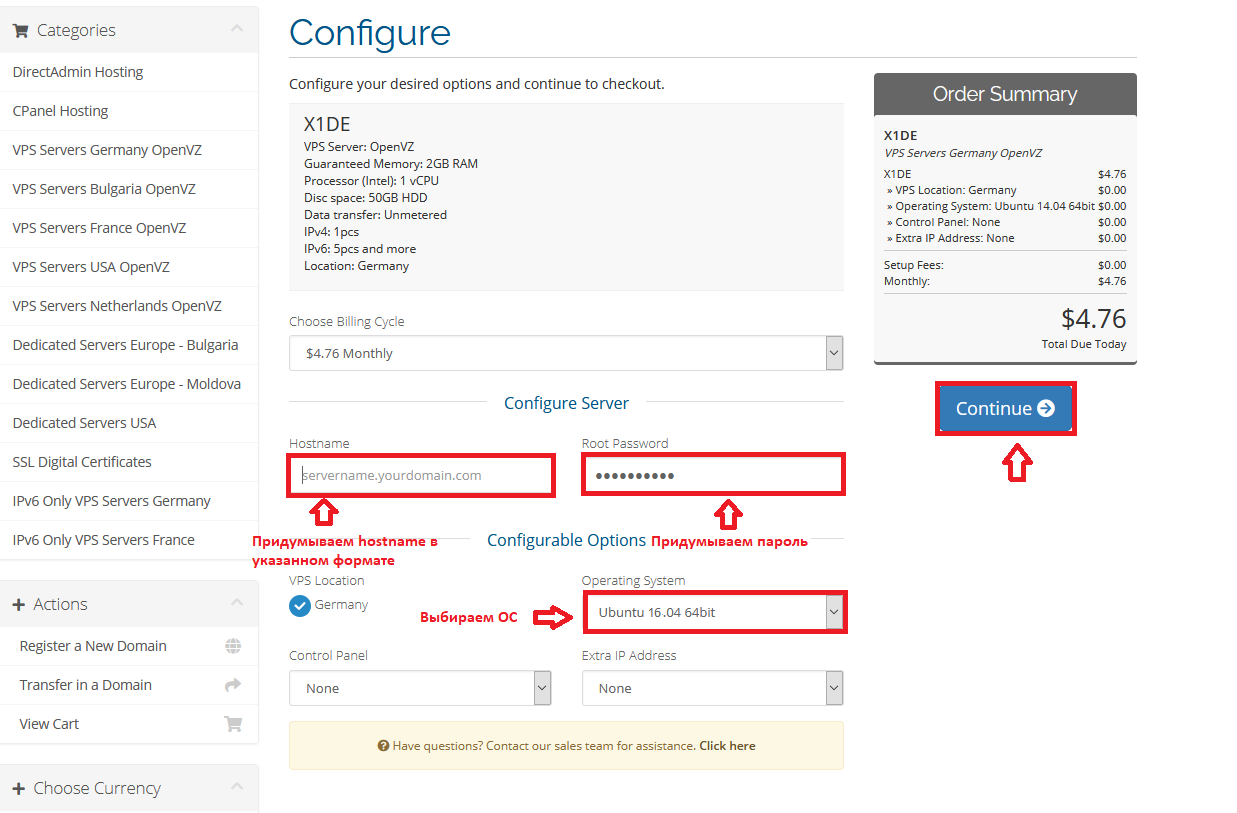 Categories
DirectAdmin Hosting
CPanel Hosting
VPS Servers Germany OpenVZ
VPS Servers Bulgaria OpenVZ
VPS Servers France OpenVZ
VPS Servers USA OpenVZ
VPS Servers Netherlands OpenVZ
Dedicated Servers Europe - Bulgaria
Dedicated Servers Europe - Moldova
Dedicated Servers USA
SSL Digital Certificates
IPv6 Only VPS Servers Germany
IPv6 Only VPS Servers France
Actions
Register a New Domain
Transfer in a Domain
View Cart
Choose Currency
Configure
Configure your desired options and continue to checkout.
X1DE
VPS Server: OpenVZ
Guaranteed Memory: 2GB RAM
Processor (Intel): 1 vCPU
Disc space: 50GB HDD
Data transfer: Unmetered
IPv4: 1pcs
IPv6: 5pcs and more
Location: Germany
Choose Billing Cycle
$4.76 Monthly
Configure Server
Hostname
servername.yourdomain.com
Root Password
••••••••••
Придумываем hostname в
указанном формате
Configurable Options
Придумываем пароль
VPS Location
Germany
Operating System
Выбираем ОС
Ubuntu 16.04 64bit
Control Panel
None
Extra IP Address
None
Have questions? Contact our sales team for assistance. Click here
Order Summary
X1DE
VPS Servers Germany OpenVZ
X1DE $4.76
» VPS Location: Germany $0.00
» Operating System: Ubuntu 14.04 64bit $0.00
» Control Panel: None $0.00
» Extra IP Address: None $0.00
Setup Fees: $0.00
Monthly: $4.76
$4.76
Total Due Today
Continue